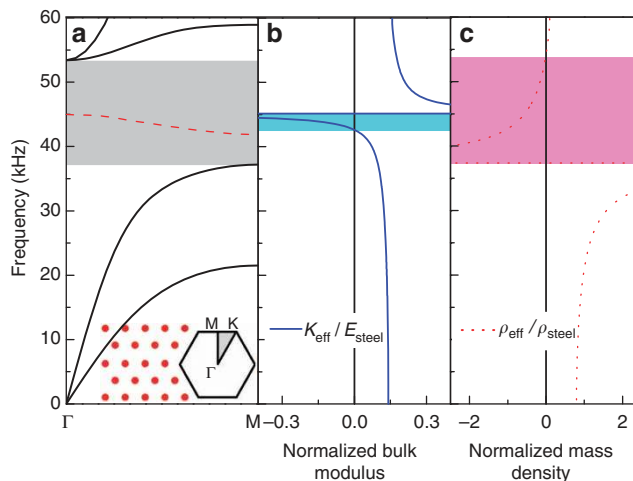 a
b
c
60
50
40
30
20
10
0
Frequency (kHz)
M K
Γ
Γ
M
K_eff / E_steel
−0.3 0.0 0.3
Normalized bulk
modulus
ρ_eff / ρ_steel
−2 0 2
Normalized mass
density